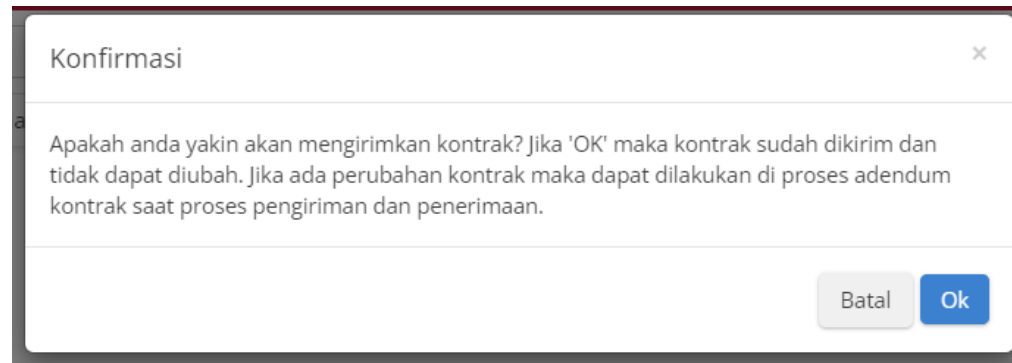 Konfirmasi
×
a
Apakah anda yakin akan mengirimkan kontrak? Jika 'OK' maka kontrak sudah dikirim dan
tidak dapat diubah. Jika ada perubahan kontrak maka dapat dilakukan di proses adendum
kontrak saat proses pengiriman dan penerimaan.
Batal Ok